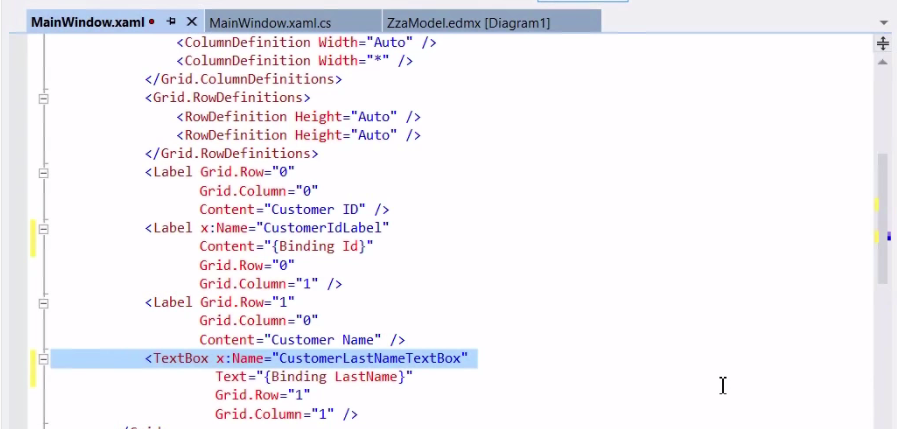 MainWindow.xaml MainWindow.xaml.cs ZzaModel.edmx [Diagram1]
<ColumnDefinition Width="Auto" />
<ColumnDefinition Width="*" />
</Grid.ColumnDefinitions>
<Grid.RowDefinitions>
<RowDefinition Height="Auto" />
<RowDefinition Height="Auto" />
</Grid.RowDefinitions>
<Label Grid.Row="0"
Grid.Column="0"
Content="Customer ID" />
<Label x:Name="CustomerIdLabel"
Content="{Binding Id}"
Grid.Row="0"
Grid.Column="1" />
<Label Grid.Row="1"
Grid.Column="0"
Content="Customer Name" />
<TextBox x:Name="CustomerLastNameTextBox"
Text="{Binding LastName}"
Grid.Row="1"
Grid.Column="1" />